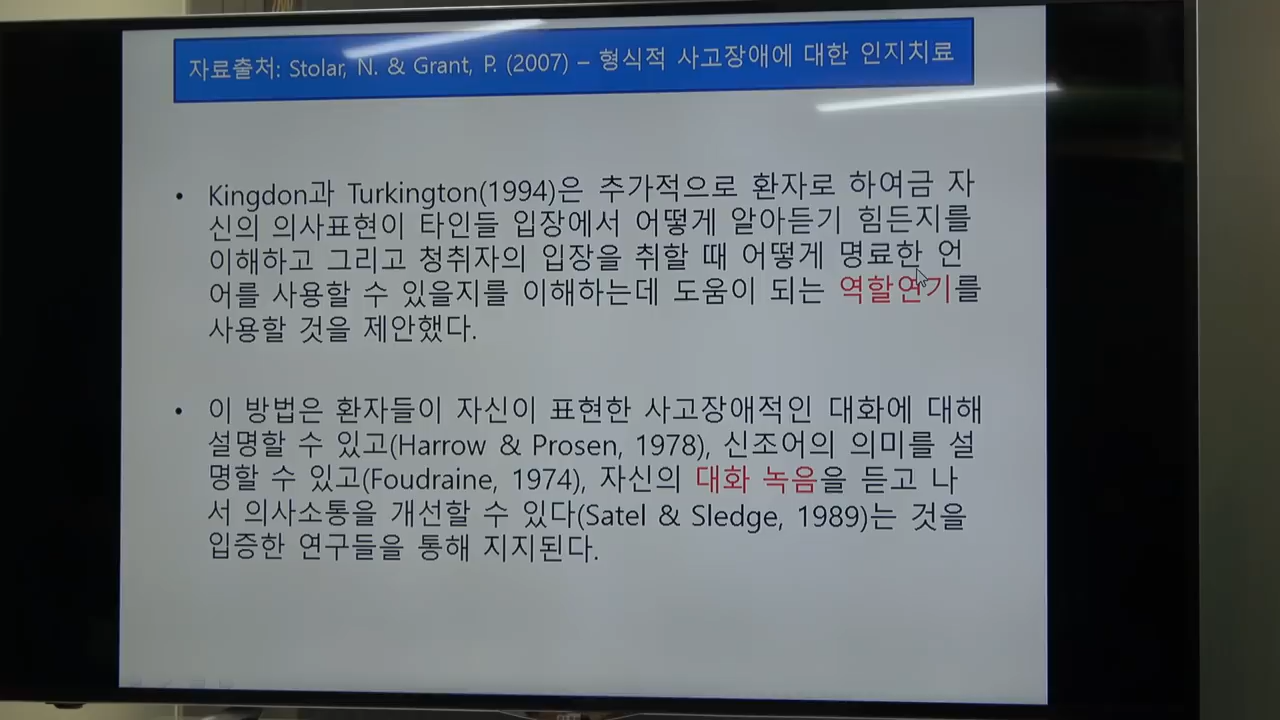 자료출처: Stolar, N. & Grant, P. (2007) – 형식적 사고장애에 대한 인지치료
• Kingdon과 Turkington(1994)은 추가적으로 환자로 하여금 자
신의 의사표현이 타인들 입장에서 어떻게 알아듣기 힘든지를
이해하고 그리고 청취자의 입장을 취할 때 어떻게 명료한 언
어를 사용할 수 있을지를 이해하는데 도움이 되는 역할연기를
사용할 것을 제안했다.
• 이 방법은 환자들이 자신이 표현한 사고장애적인 대화에 대해
설명할 수 있고(Harrow & Prosen, 1978), 신조어의 의미를 설
명할 수 있고(Foudraine, 1974), 자신의 대화 녹음을 듣고 나
서 의사소통을 개선할 수 있다(Satel & Sledge, 1989)는 것을
입증한 연구들을 통해 지지된다.